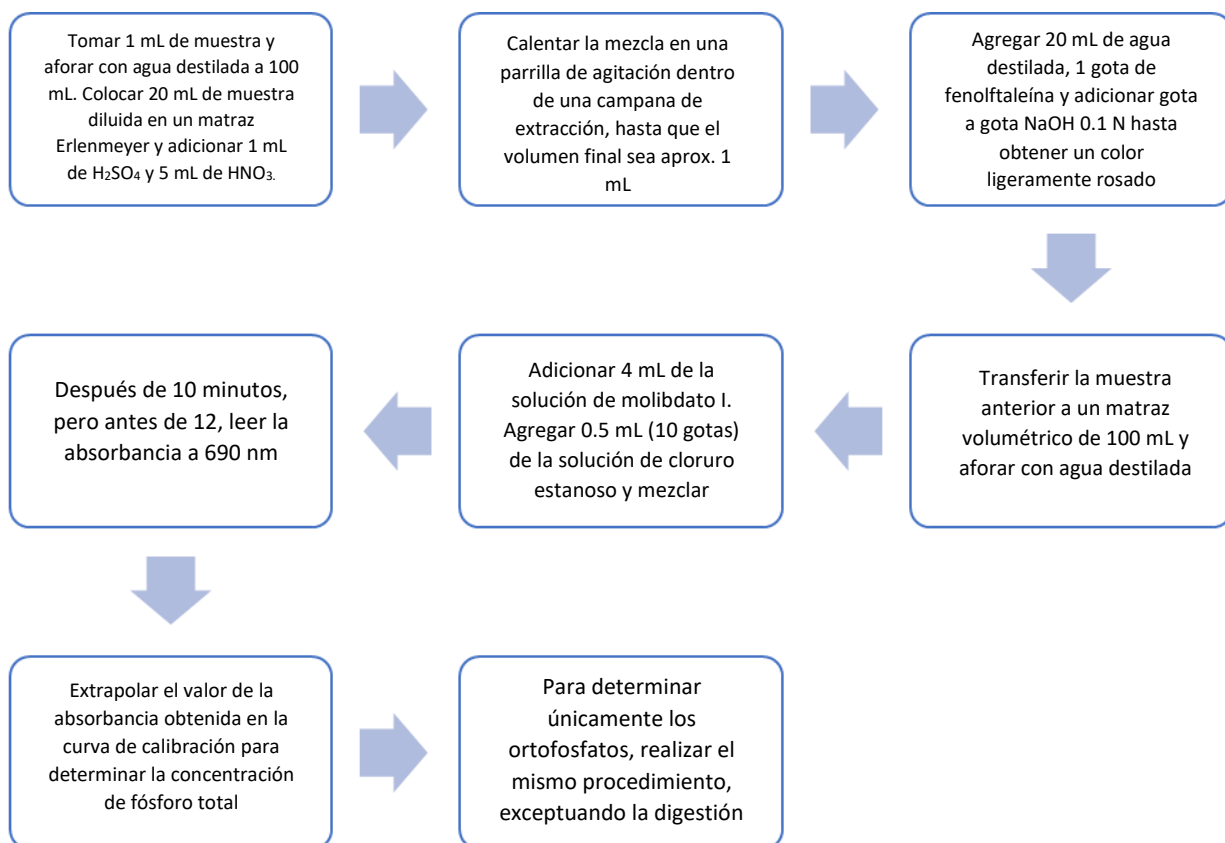 Tomar 1 mL de muestra y
aforar con agua destilada a 100
mL. Colocar 20 mL de muestra
diluida en un matraz
Erlenmeyer y adicionar 1 mL
de H₂SO₄ y 5 mL de HNO₃.
Calentar la mezcla en una
parrilla de agitación dentro
de una campana de
extracción, hasta que el
volumen final sea aprox. 1
mL
Agregar 20 mL de agua
destilada, 1 gota de
fenolftaleína y adicionar gota
a gota NaOH 0.1 N hasta
obtener un color
ligeramente rosado
Transferir la muestra
anterior a un matraz
volumétrico de 100 mL y
aforar con agua destilada
Adicionar 4 mL de la
solución de molibdato I.
Agregar 0.5 mL (10 gotas)
de la solución de cloruro
estanoso y mezclar
Después de 10 minutos,
pero antes de 12, leer la
absorbancia a 690 nm
Extrapolar el valor de la
absorbancia obtenida en la
curva de calibración para
determinar la concentración
de fósforo total
Para determinar
únicamente los
ortofosfatos, realizar el
mismo procedimiento,
exceptuando la digestión